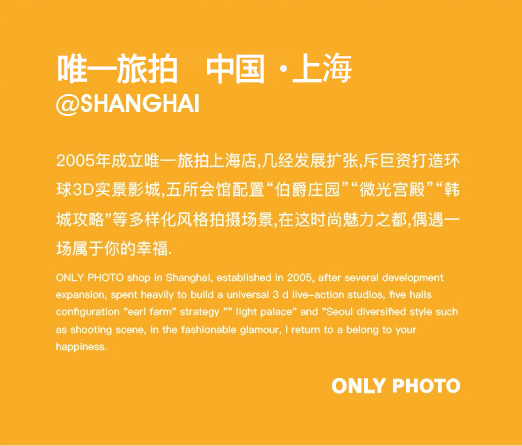 唯一旅拍 中国·上海
@SHANGHAI
2005年成立唯一旅拍上海店,几经发展扩张,斥巨资打造环
球3D实景影城,五所会馆配置“伯爵庄园”“微光宫殿”“韩
城攻略”等多样化风格拍摄场景,在这时尚魅力之都,偶遇一
场属于你的幸福.
ONLY PHOTO shop in Shanghai, established in 2005, after several development
expansion, spent heavily to build a universal 3 d live-action studios, five halls
configuration "earl farm" strategy "" light palace" and "Seoul diversified style such
as shooting scene, in the fashionable glamour, I return to a belong to your
happiness.
ONLY PHOTO